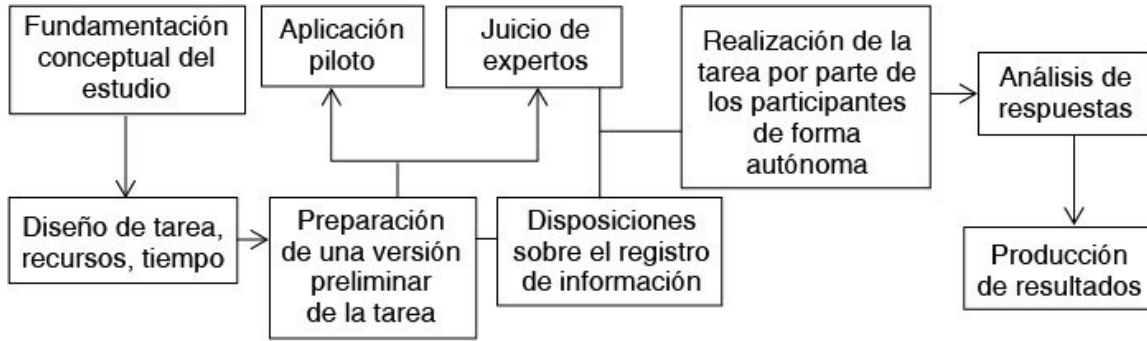 Fundamentación
conceptual del
estudio
Aplicación
piloto
Juicio de
expertos
Realización de la
tarea por parte de
los participantes
de forma
autónoma
Análisis de
respuestas
Diseño de tarea,
recursos, tiempo
Preparación
de una versión
preliminar
de la tarea
Disposiciones
sobre el registro
de información
Producción
de resultados